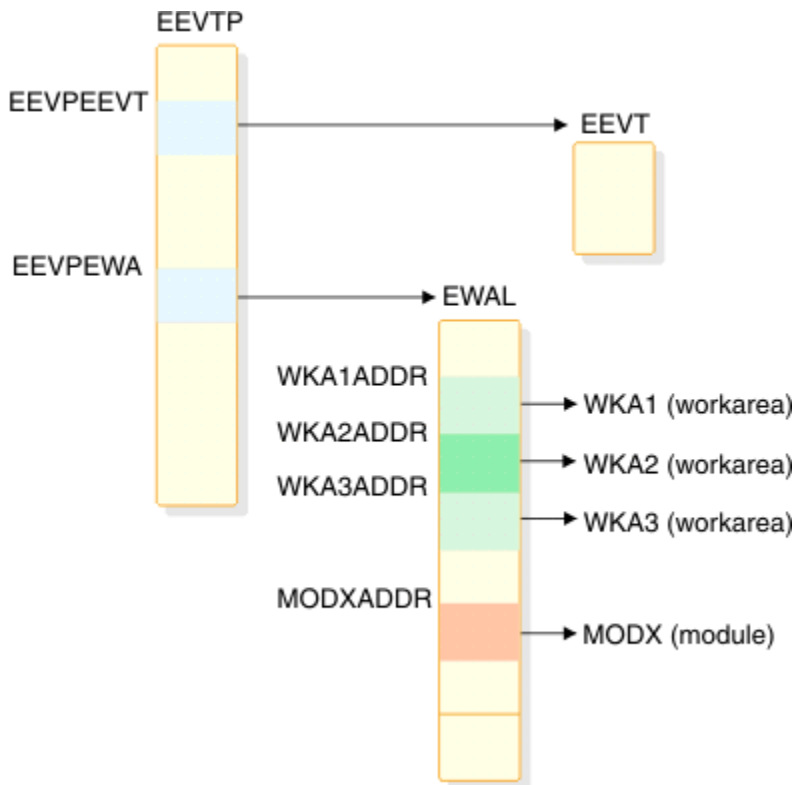 EEVTP
EEVPEEVT
EEVT
EEVPEWA
EWAL
WKA1ADDR
WKA1 (workarea)
WKA2ADDR
WKA2 (workarea)
WKA3ADDR
WKA3 (workarea)
MODXADDR
MODX (module)